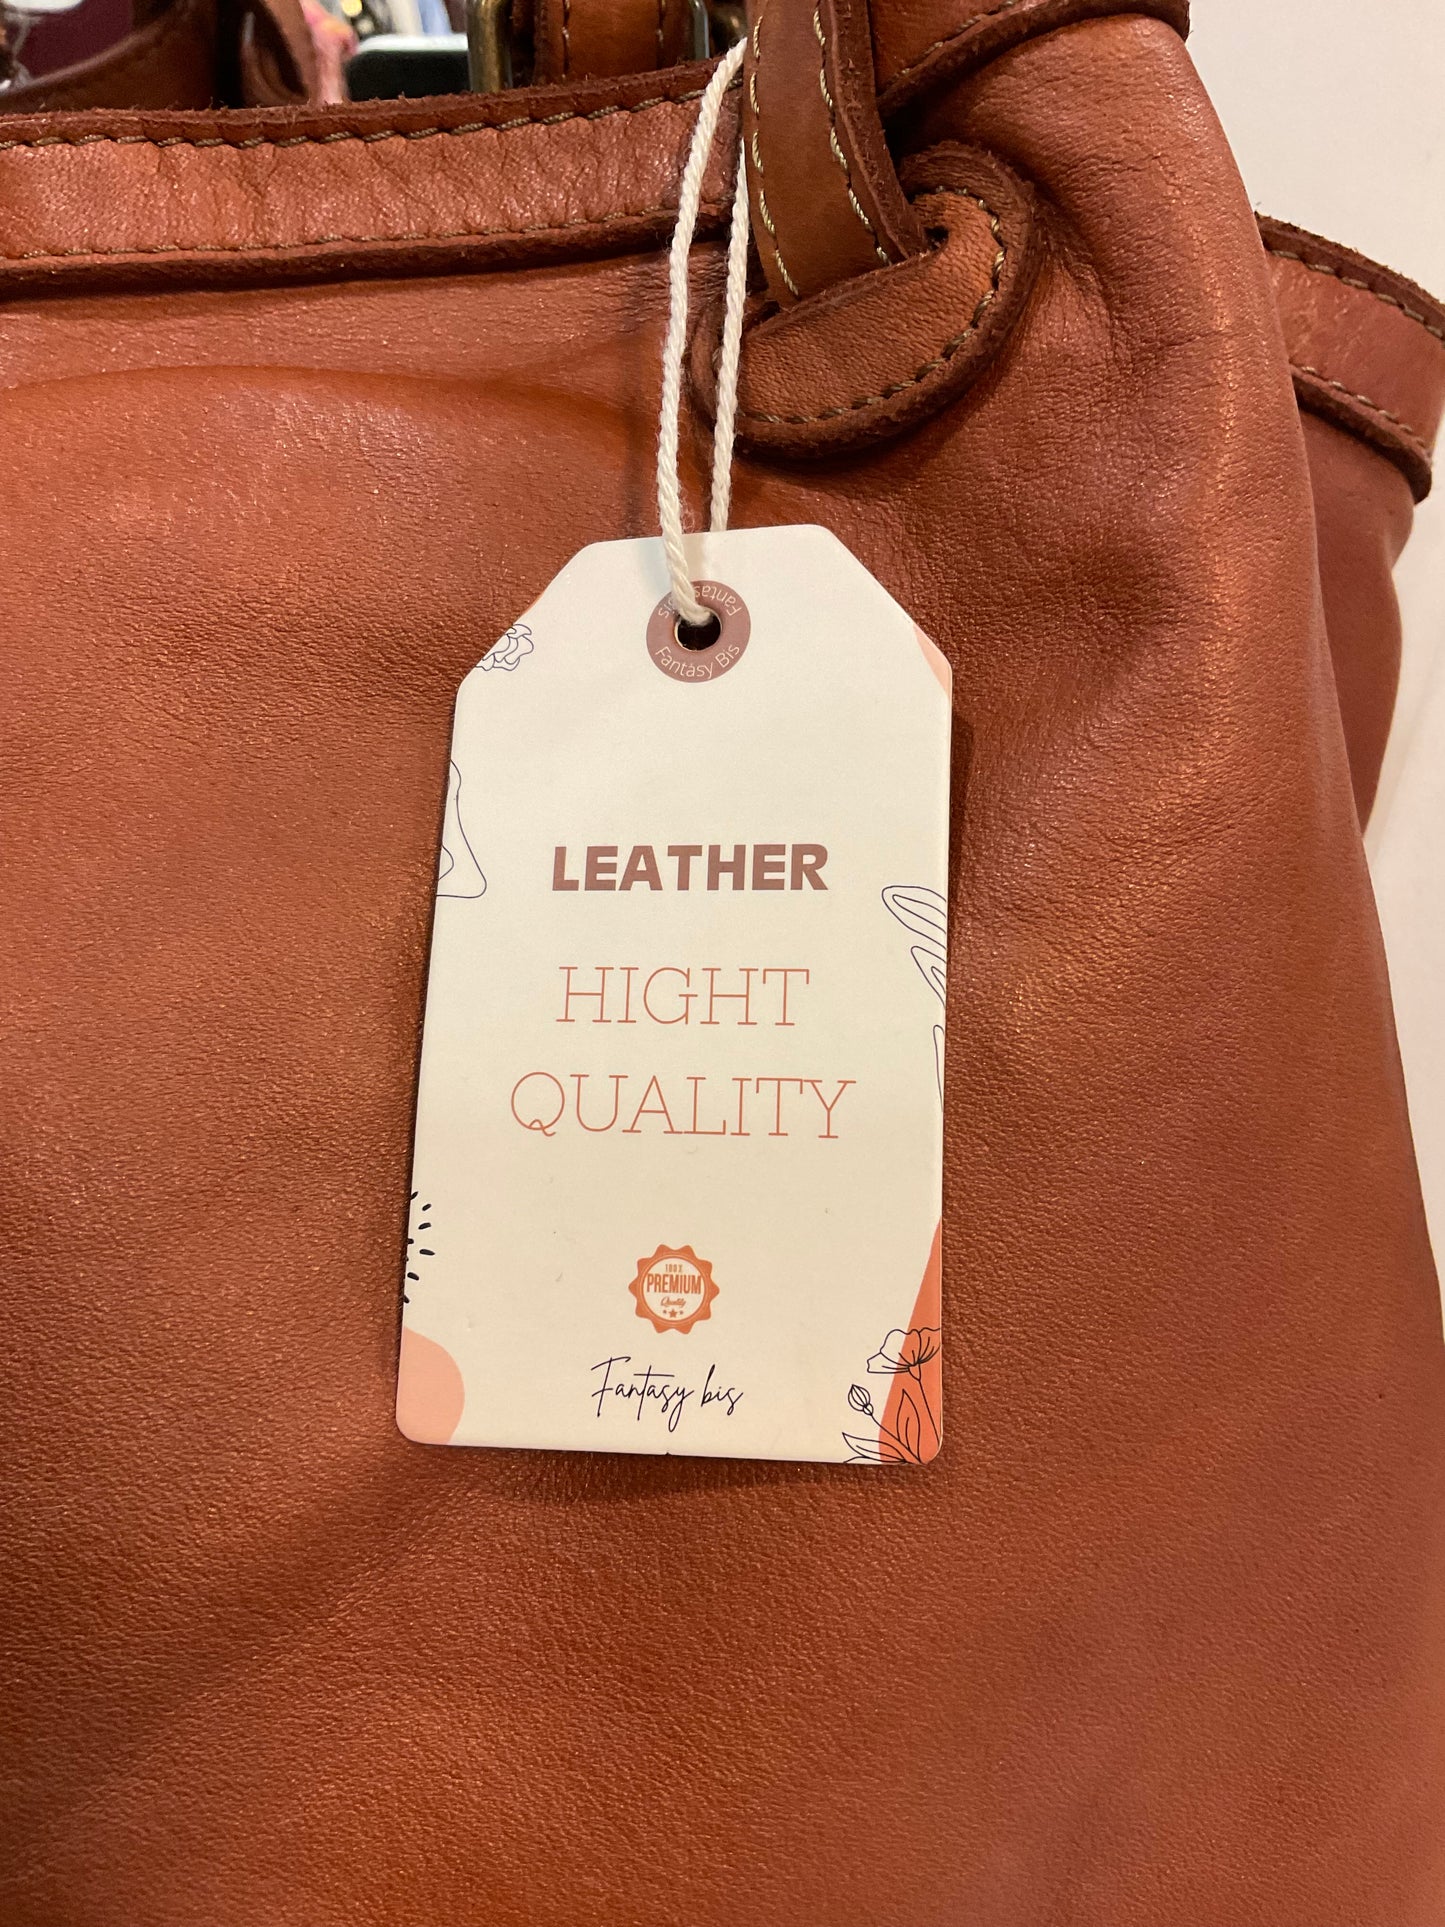 Fantasy Bis
Fantasy Bis
LEATHER
HIGHT
QUALITY
100%
PREMIUM
Quality
Fantasy bis